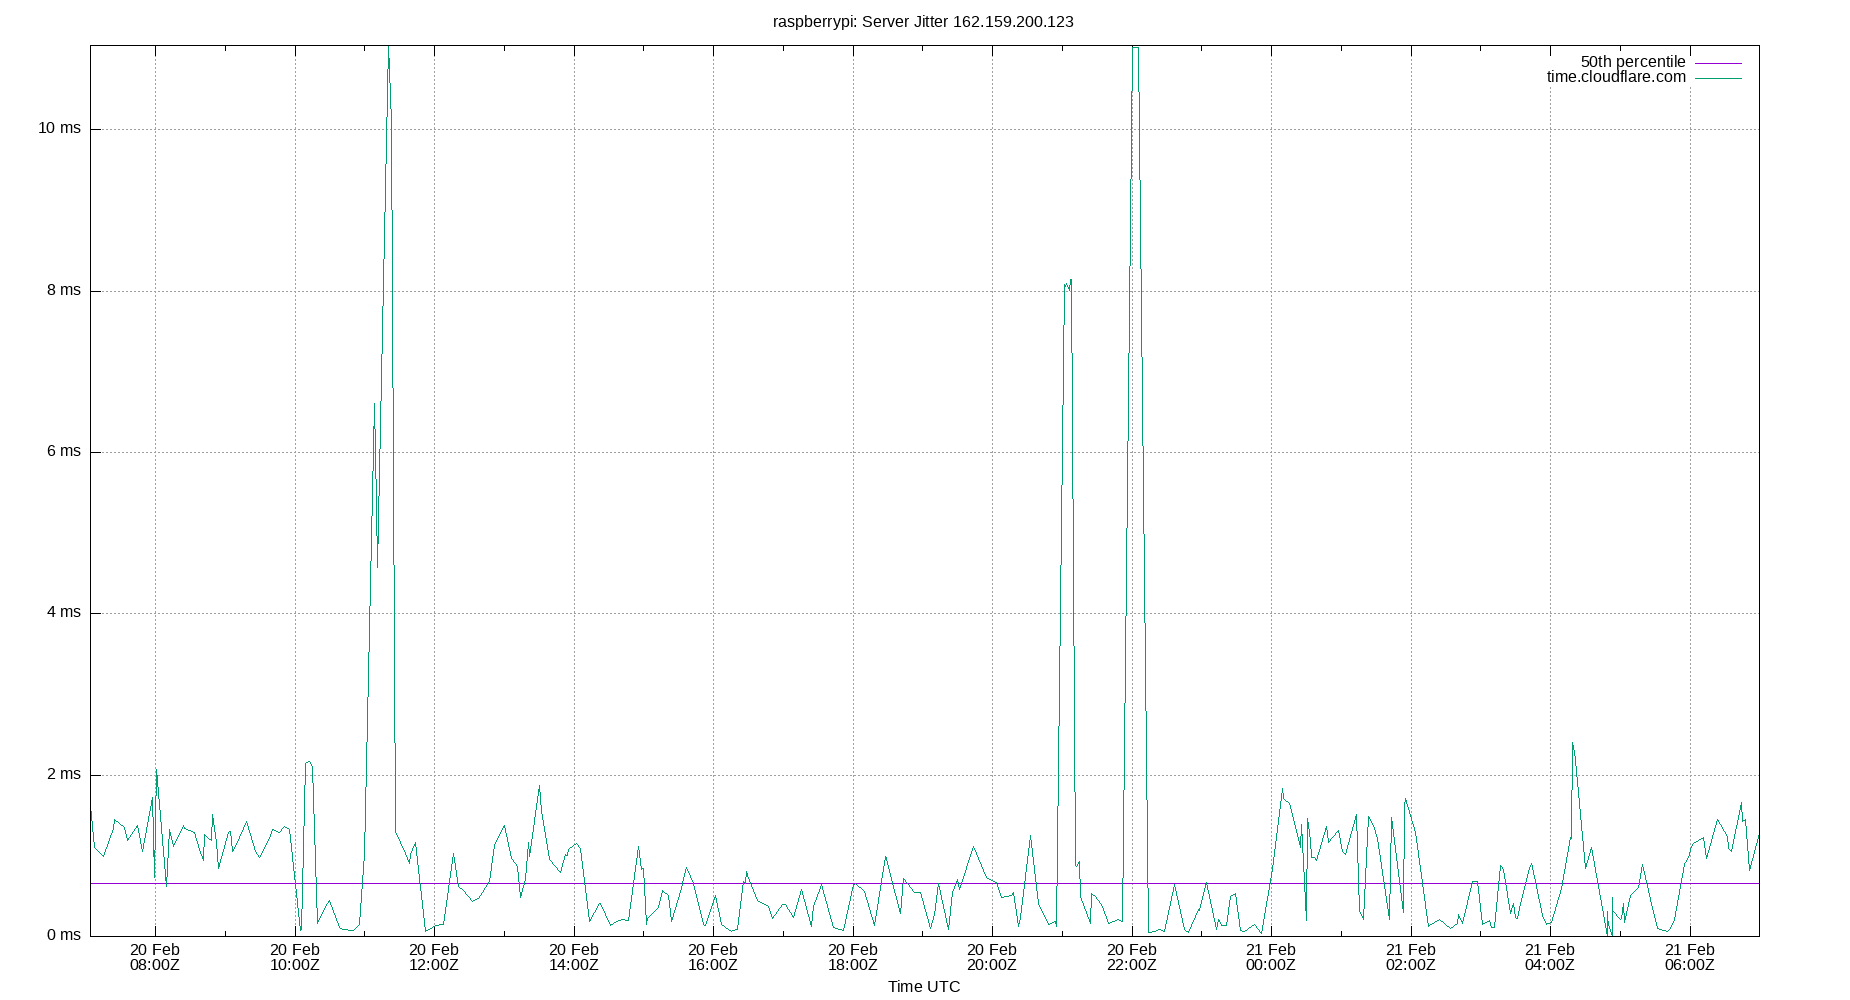 raspberrypi: Server Jitter 162.159.200.123
50th percentile
time.cloudflare.com
10 ms
8 ms
6 ms
4 ms
2 ms
0 ms
20 Feb 20 Feb 20 Feb 20 Feb 20 Feb 20 Feb 20 Feb 20 Feb 21 Feb 21 Feb 21 Feb 21 Feb
08:00Z 10:00Z 12:00Z 14:00Z 16:00Z 18:00Z 20:00Z 22:00Z 00:00Z 02:00Z 04:00Z 06:00Z
Time UTC